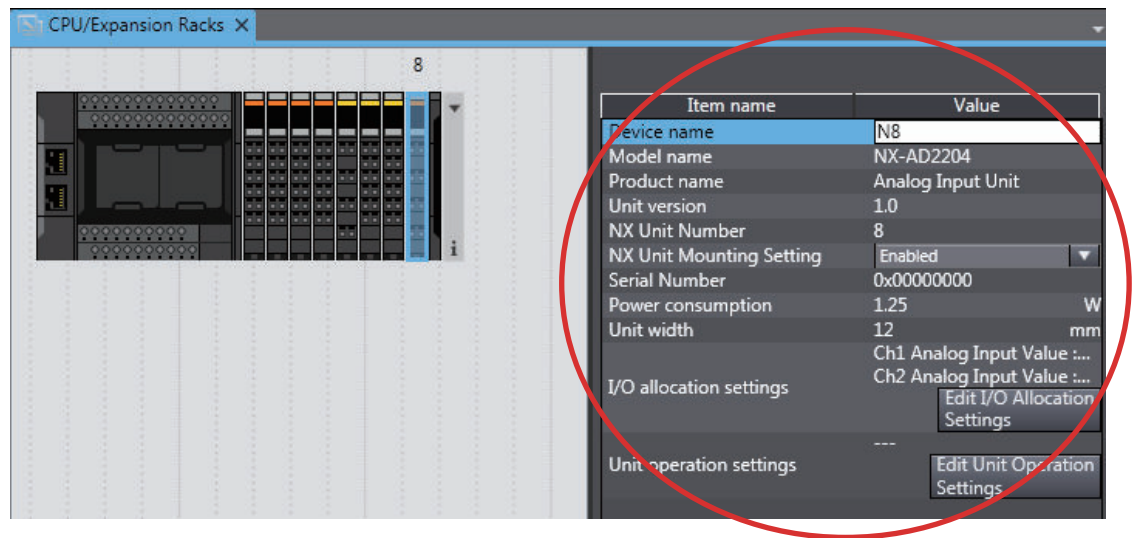 CPU/Expansion Racks X
8
i
Item name Value
Device name N8
Model name NX-AD2204
Product name Analog Input Unit
Unit version 1.0
NX Unit Number 8
NX Unit Mounting Setting Enabled
Serial Number 0x00000000
Power consumption 1.25 W
Unit width 12 mm
I/O allocation settings
Ch1 Analog Input Value :...
Ch2 Analog Input Value :...
Edit I/O Allocation
Settings
Unit operation settings
---
Edit Unit Operation
Settings